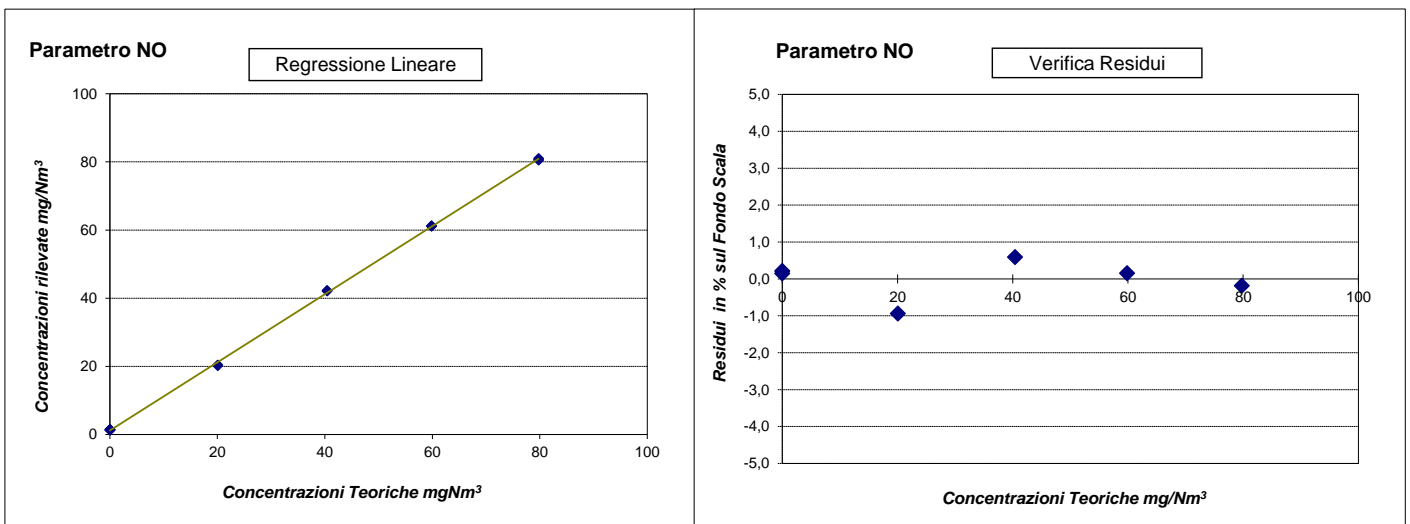 Parametro NO
Regressione Lineare
100
80
60
40
20
0
0 20 40 60 80 100
Concentrazioni rilevate mg/Nm³
Concentrazioni Teoriche mgNm³
Parametro NO
Verifica Residui
5,0
4,0
3,0
2,0
1,0
0,0
-1,0
-2,0
-3,0
-4,0
-5,0
0 20 40 60 80 100
Residui in % sul Fondo Scala
Concentrazioni Teoriche mg/Nm³